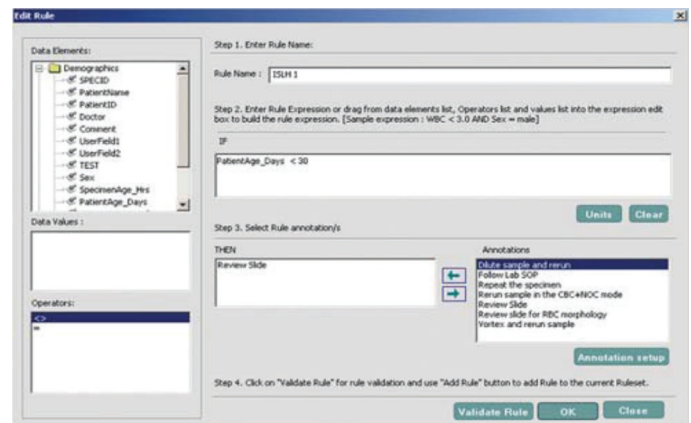 Edit Rule
Data Elements:
Demographics
SPECID
PatientName
PatientID
Doctor
Comment
UserField1
UserField2
TEST
Sex
SpecimenAge_Hrs
PatientAge_Days
Data Values :
Operators:
<>
=
Step 1. Enter Rule Name:
Rule Name : ISLH 1
Step 2. Enter Rule Expression or drag from data elements list, Operators list and values list into the expression edit
box to build the rule expression. [Sample expression : WBC < 3.0 AND Sex = male]
IF
PatientAge_Days < 30
Units Clear
Step 3. Select Rule annotation/s
THEN
Review Slide
Annotations
Dilute sample and rerun
Follow Lab SOP
Repeat the specimen
Rerun sample in the CBC+NOC mode
Review Slide
Review slide for RBC morphology
Vortex and rerun sample
Annotation setup
Step 4. Click on "Validate Rule" for rule validation and use "Add Rule" button to add Rule to the current Ruleset.
Validate Rule OK Close